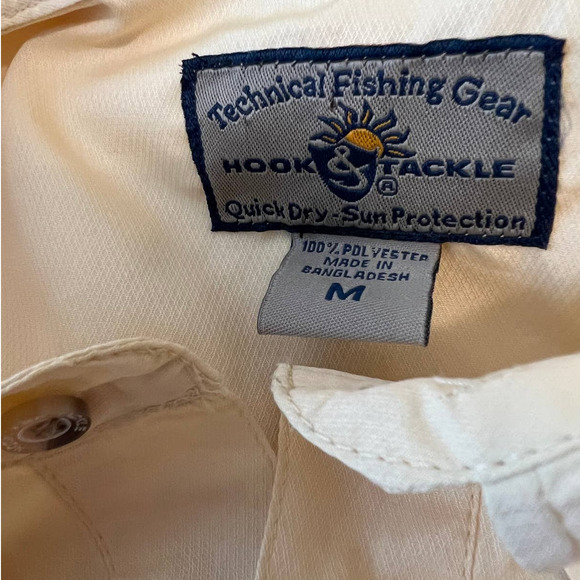 Technical Fishing Gear
HOOK & TACKLE
®
Quick Dry - Sun Protection
100% POLYESTER
MADE IN
BANGLADESH
M